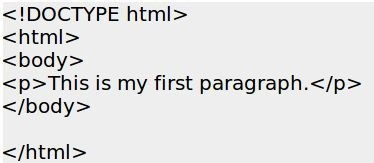 <!DOCTYPE html>
<html>
<body>
<p>This is my first paragraph.</p>
</body>

</html>